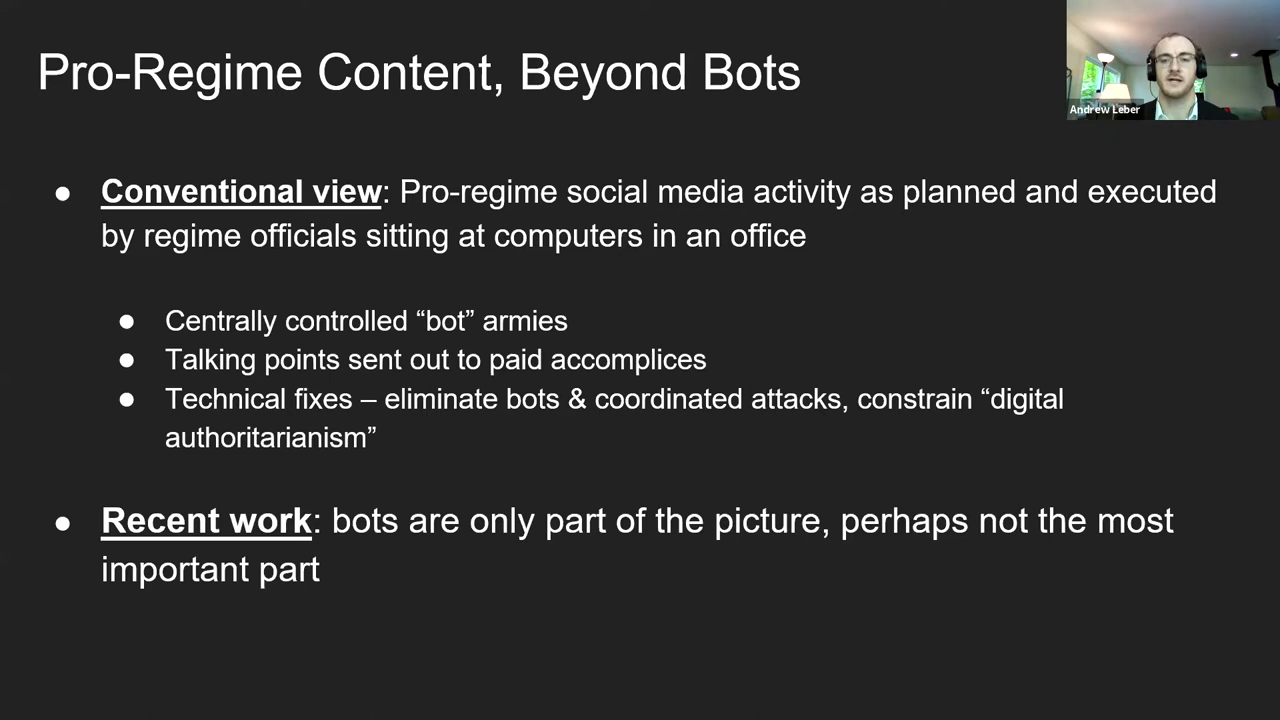 Pro-Regime Content, Beyond Bots
Andrew Leber
● Conventional view: Pro-regime social media activity as planned and executed
by regime officials sitting at computers in an office
● Centrally controlled “bot” armies
● Talking points sent out to paid accomplices
● Technical fixes – eliminate bots & coordinated attacks, constrain “digital
authoritarianism”
● Recent work: bots are only part of the picture, perhaps not the most
important part